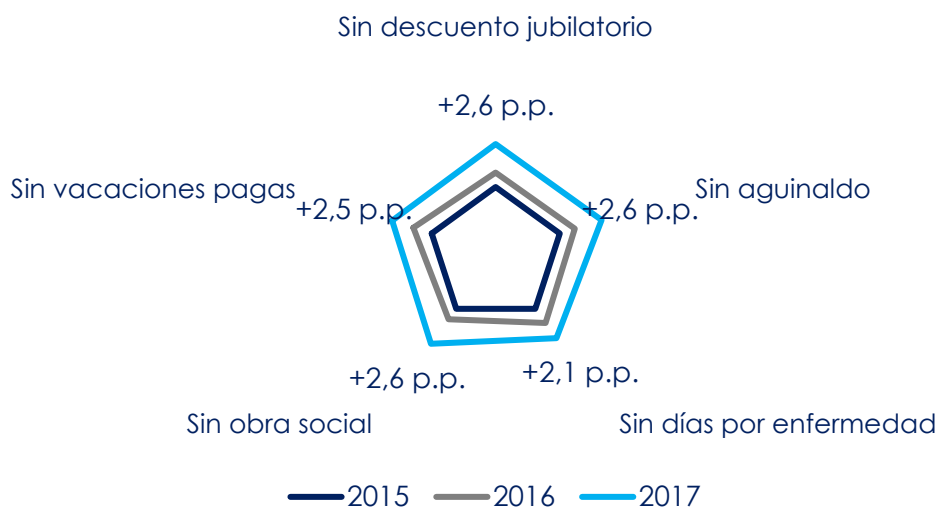 Sin descuento jubilatorio
+2,6 p.p.
Sin vacaciones pagas
+2,5 p.p.
Sin aguinaldo
+2,6 p.p.
+2,6 p.p.
+2,1 p.p.
Sin obra social
Sin días por enfermedad
2015
2016
2017